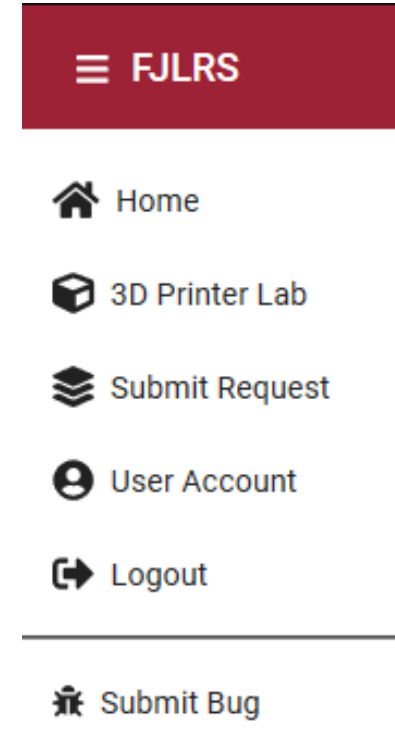 FJLRS
Home
3D Printer Lab
Submit Request
User Account
Logout
Submit Bug